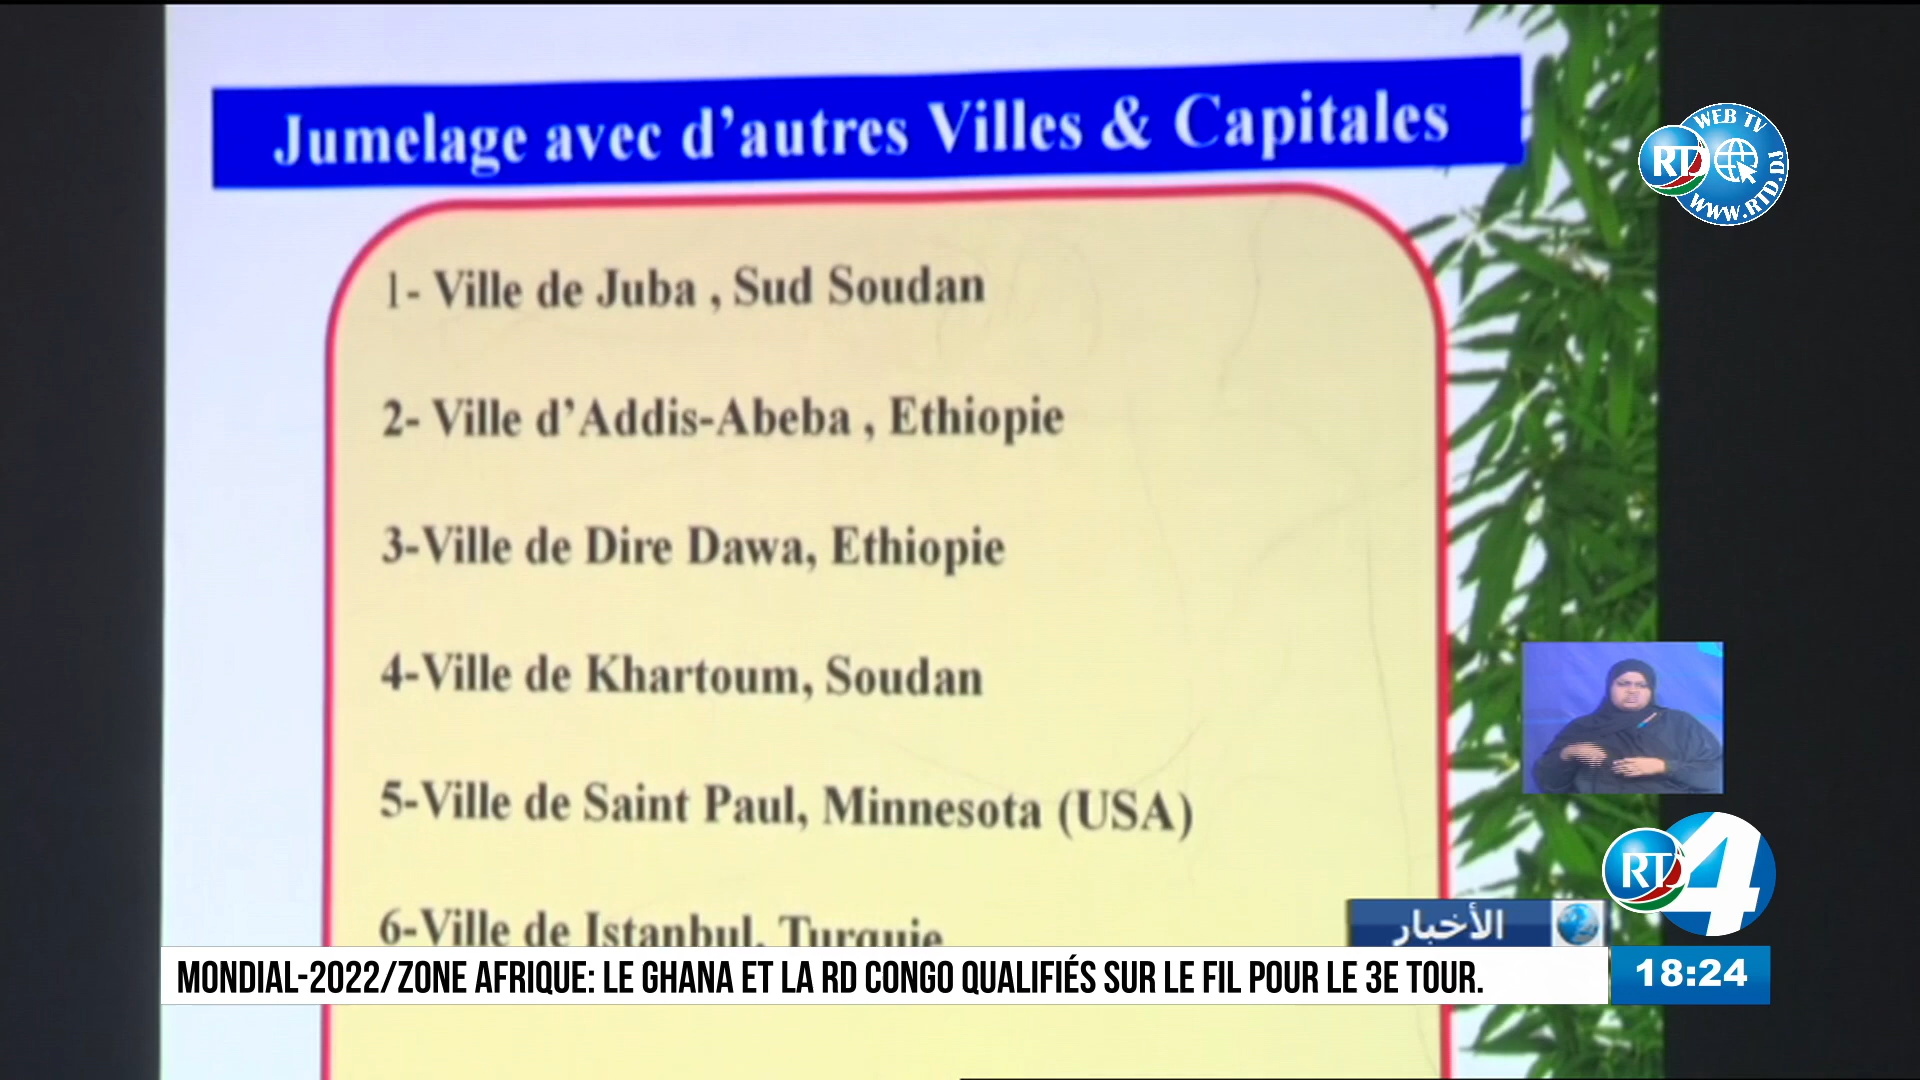 Jumelage avec d'autres Villes & Capitales
WEB TV
RTD
WWW.RTD.DJ
1- Ville de Juba , Sud Soudan
2- Ville d'Addis-Abeba , Ethiopie
3-Ville de Dire Dawa, Ethiopie
4-Ville de Khartoum, Soudan
5-Ville de Saint Paul, Minnesota (USA)
6-Ville de Istanbul, Turquie
RTD 4
الأخبار
MONDIAL-2022/ZONE AFRIQUE: LE GHANA ET LA RD CONGO QUALIFIÉS SUR LE FIL POUR LE 3E TOUR.
18:24